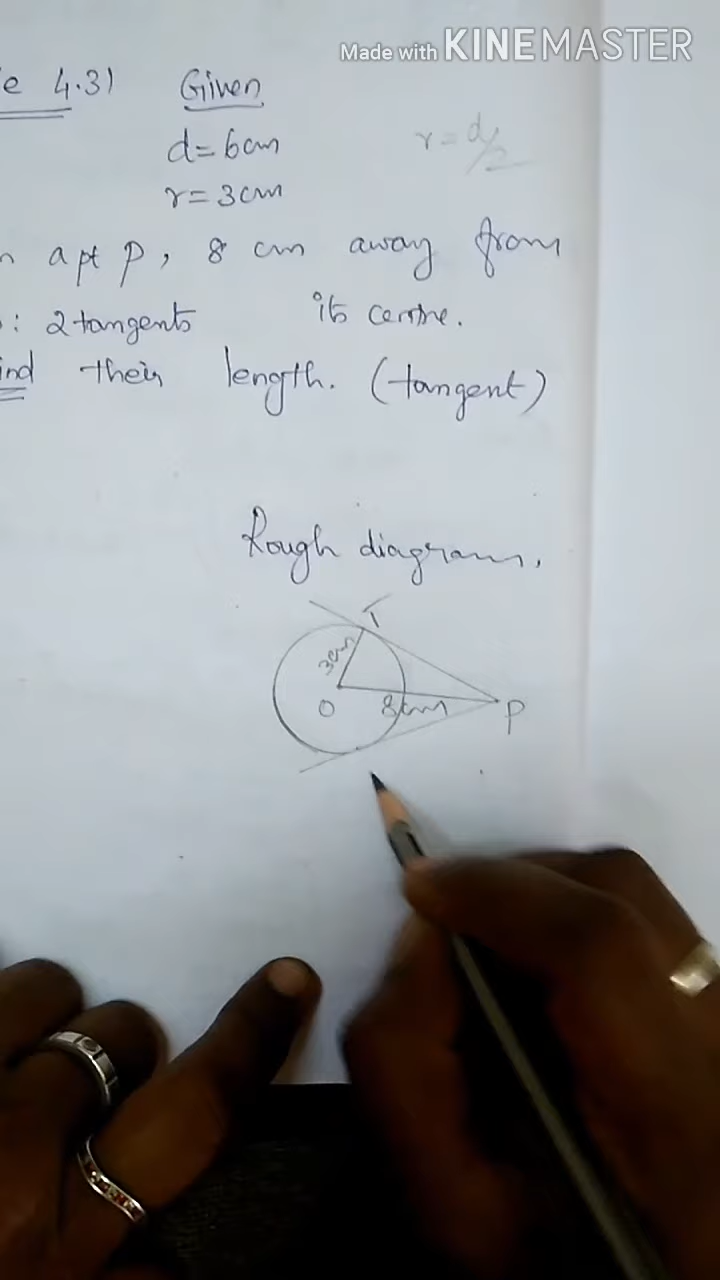 Made with KINEMASTER
e 4.31 Given
d=6cm r=d/2
r=3cm
n a pt P, 8 cm away from
: 2 tangents its centre.
ind their length. (tangent)
Rough diagram.
T
3cm
O 8cm P